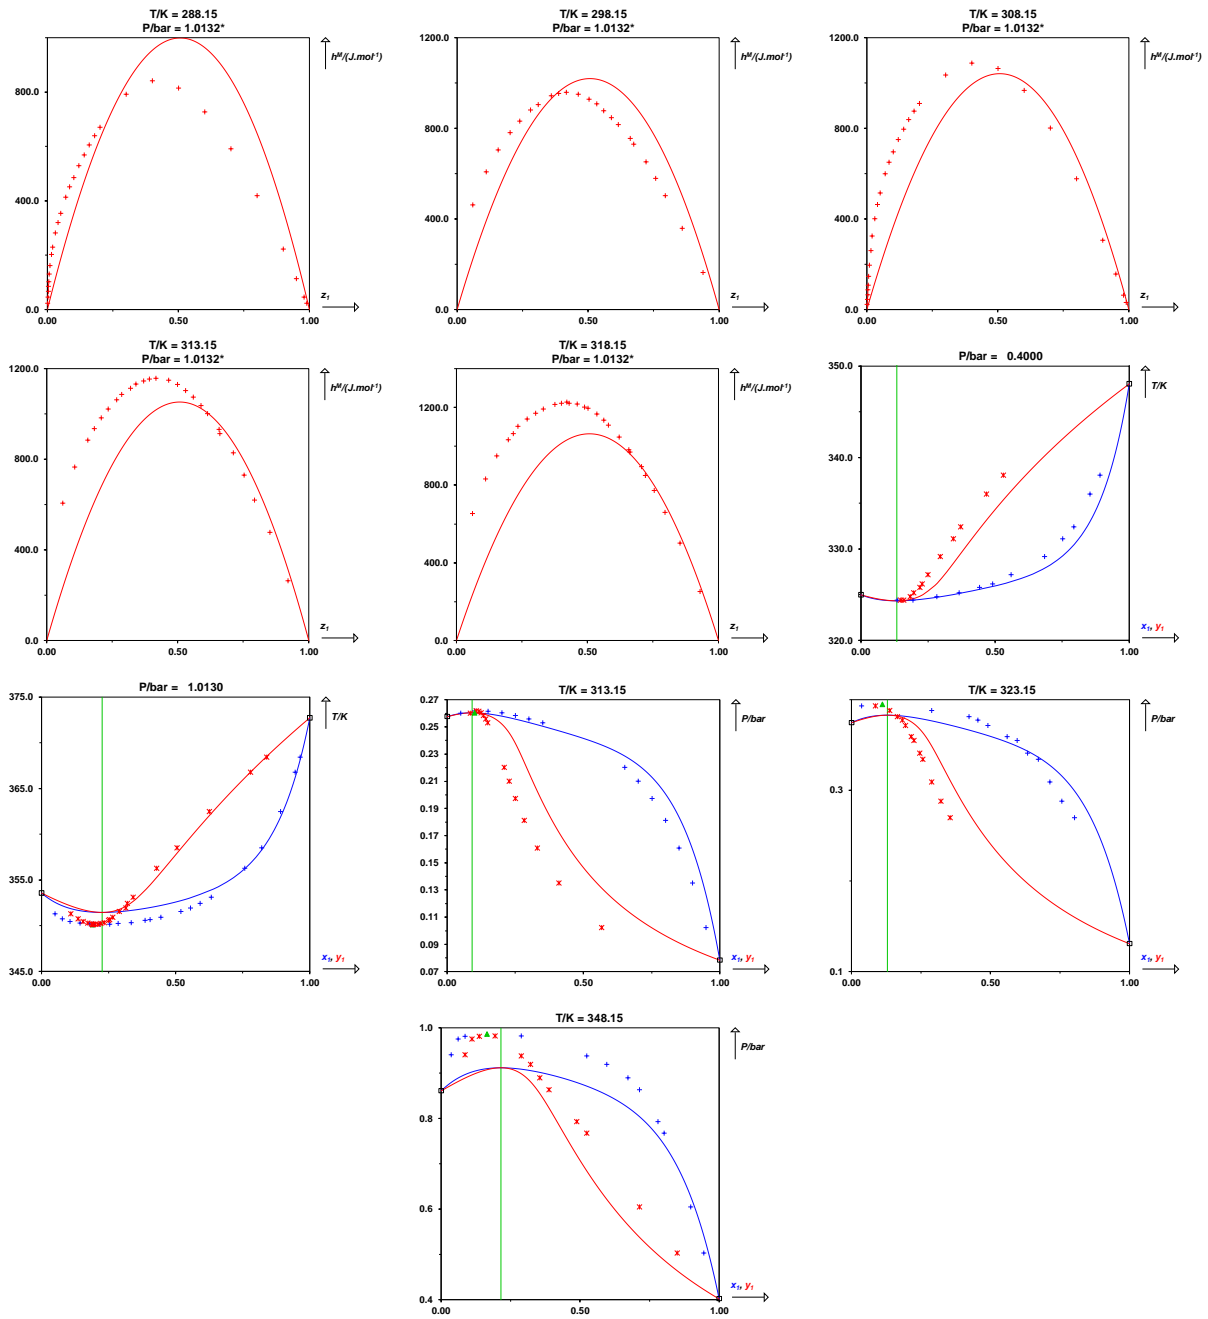 T/K = 288.15
P/bar = 1.0132*
800.0
400.0
0.0
0.00
0.50
1.00
hᴹ/(J.mol⁻¹)
z₁
T/K = 298.15
P/bar = 1.0132*
1200.0
800.0
400.0
0.0
0.00
0.50
1.00
hᴹ/(J.mol⁻¹)
z₁
T/K = 308.15
P/bar = 1.0132*
1200.0
800.0
400.0
0.0
0.00
0.50
1.00
hᴹ/(J.mol⁻¹)
z₁
T/K = 313.15
P/bar = 1.0132*
1200.0
800.0
400.0
0.0
0.00
0.50
1.00
hᴹ/(J.mol⁻¹)
z₁
T/K = 318.15
P/bar = 1.0132*
1200.0
800.0
400.0
0.0
0.00
0.50
1.00
hᴹ/(J.mol⁻¹)
z₁
P/bar = 0.4000
350.0
340.0
330.0
320.0
0.00
0.50
1.00
T/K
x₁, y₁
P/bar = 1.0130
375.0
365.0
355.0
345.0
0.00
0.50
1.00
T/K
x₁, y₁
T/K = 313.15
0.27
0.26
0.23
0.21
0.19
0.17
0.15
0.13
0.11
0.09
0.07
0.00
0.50
1.00
P/bar
x₁, y₁
T/K = 323.15
0.3
0.1
0.00
0.50
1.00
P/bar
x₁, y₁
T/K = 348.15
1.0
0.8
0.6
0.4
0.00
0.50
1.00
P/bar
x₁, y₁